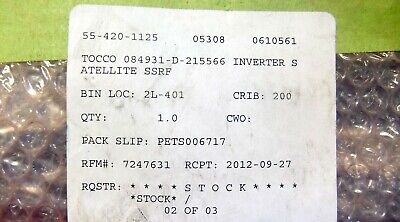 55-420-1125 05308 0610561
TOCCO 084931-D-215566 INVERTER S
ATELLITE SSRF
BIN LOC: 2L-401 CRIB: 200
QTY: 1.0 CWO:
PACK SLIP: PETS006717
RFM#: 7247631 RCPT: 2012-09-27
RQSTR: * * * * S T O C K * * * *
*STOCK* /
02 OF 03